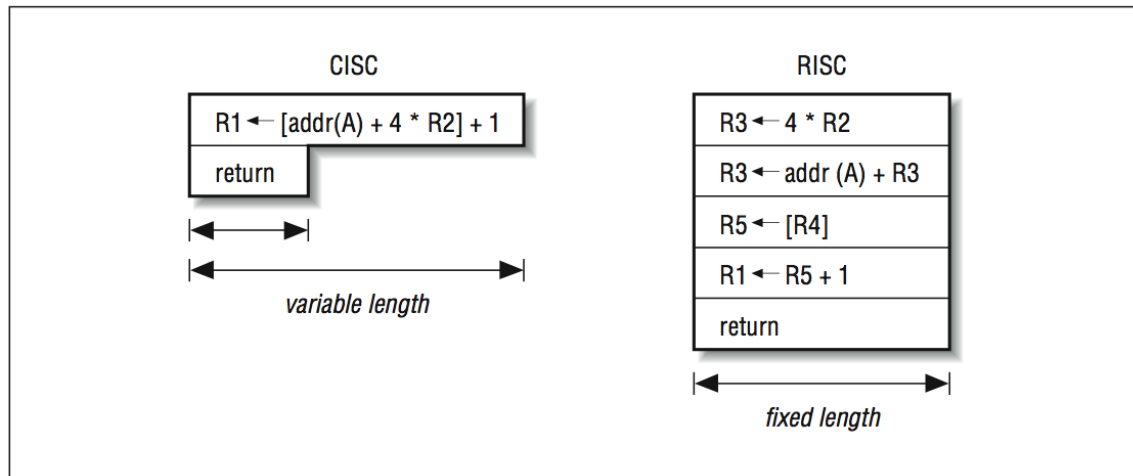 CISC
R1 ← [addr(A) + 4 * R2] + 1
return
variable length
RISC
R3 ← 4 * R2
R3 ← addr (A) + R3
R5 ← [R4]
R1 ← R5 + 1
return
fixed length